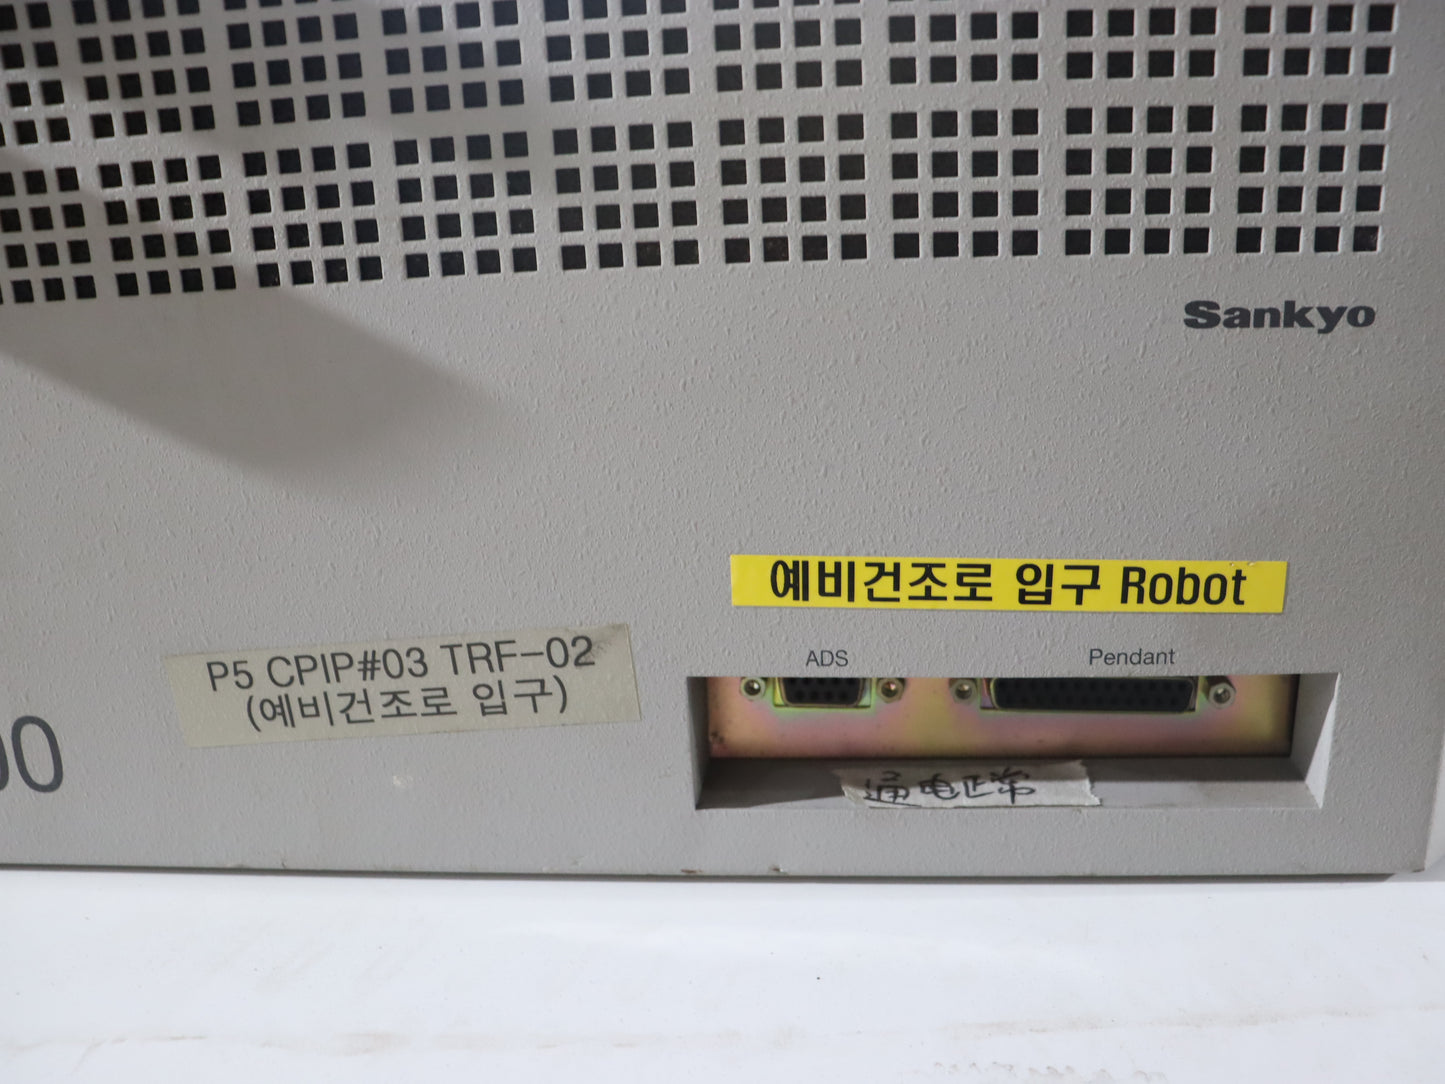 Sankyo
예비건조로 입구 Robot
P5 CPIP#03 TRF-02
(예비건조로 입구)
ADS
Pendant
00
通电正常